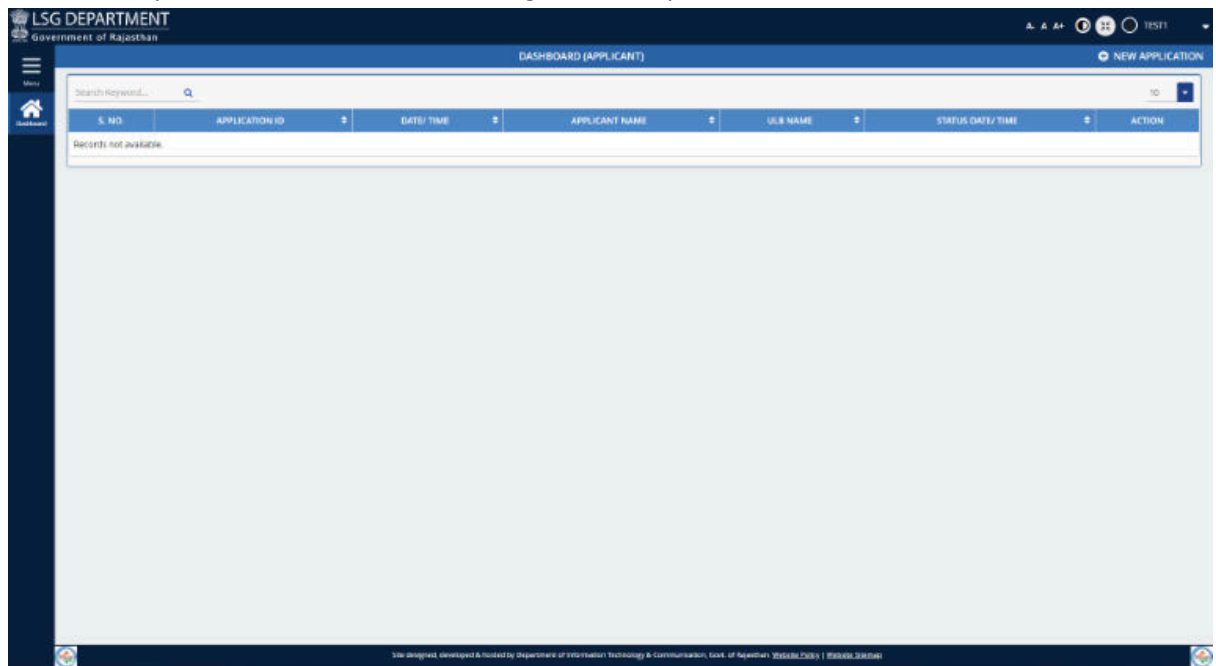 LSG DEPARTMENT
Government of Rajasthan
A- A A+ TEST1
Menu
Dashboard
DASHBOARD (APPLICANT)
NEW APPLICATION
Search Keyword...
10
S. NO. APPLICATION ID DATE/ TIME APPLICANT NAME ULB NAME STATUS DATE/ TIME ACTION
Records not available.
Site designed, developed & hosted by Department of Information Technology & Communication, Govt. of Rajasthan. Website Policy | Website Sitemap